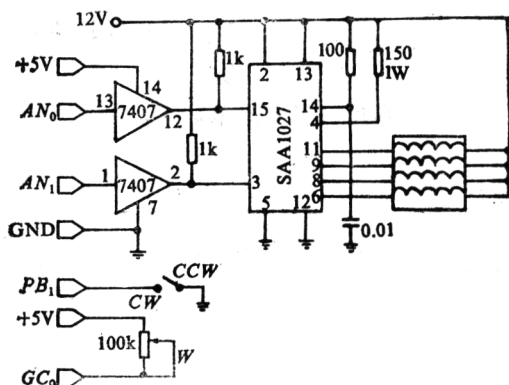 12V
+5V
AN₀
13
7407
14
12
1k
1k
2
13
15
14
4
SAA1027
11
9
8
6
3
5
12
100
150
1W
AN₁
1
7407
2
7
GND
0.01
PB₁
CW
CCW
+5V
100k
W
GC₀